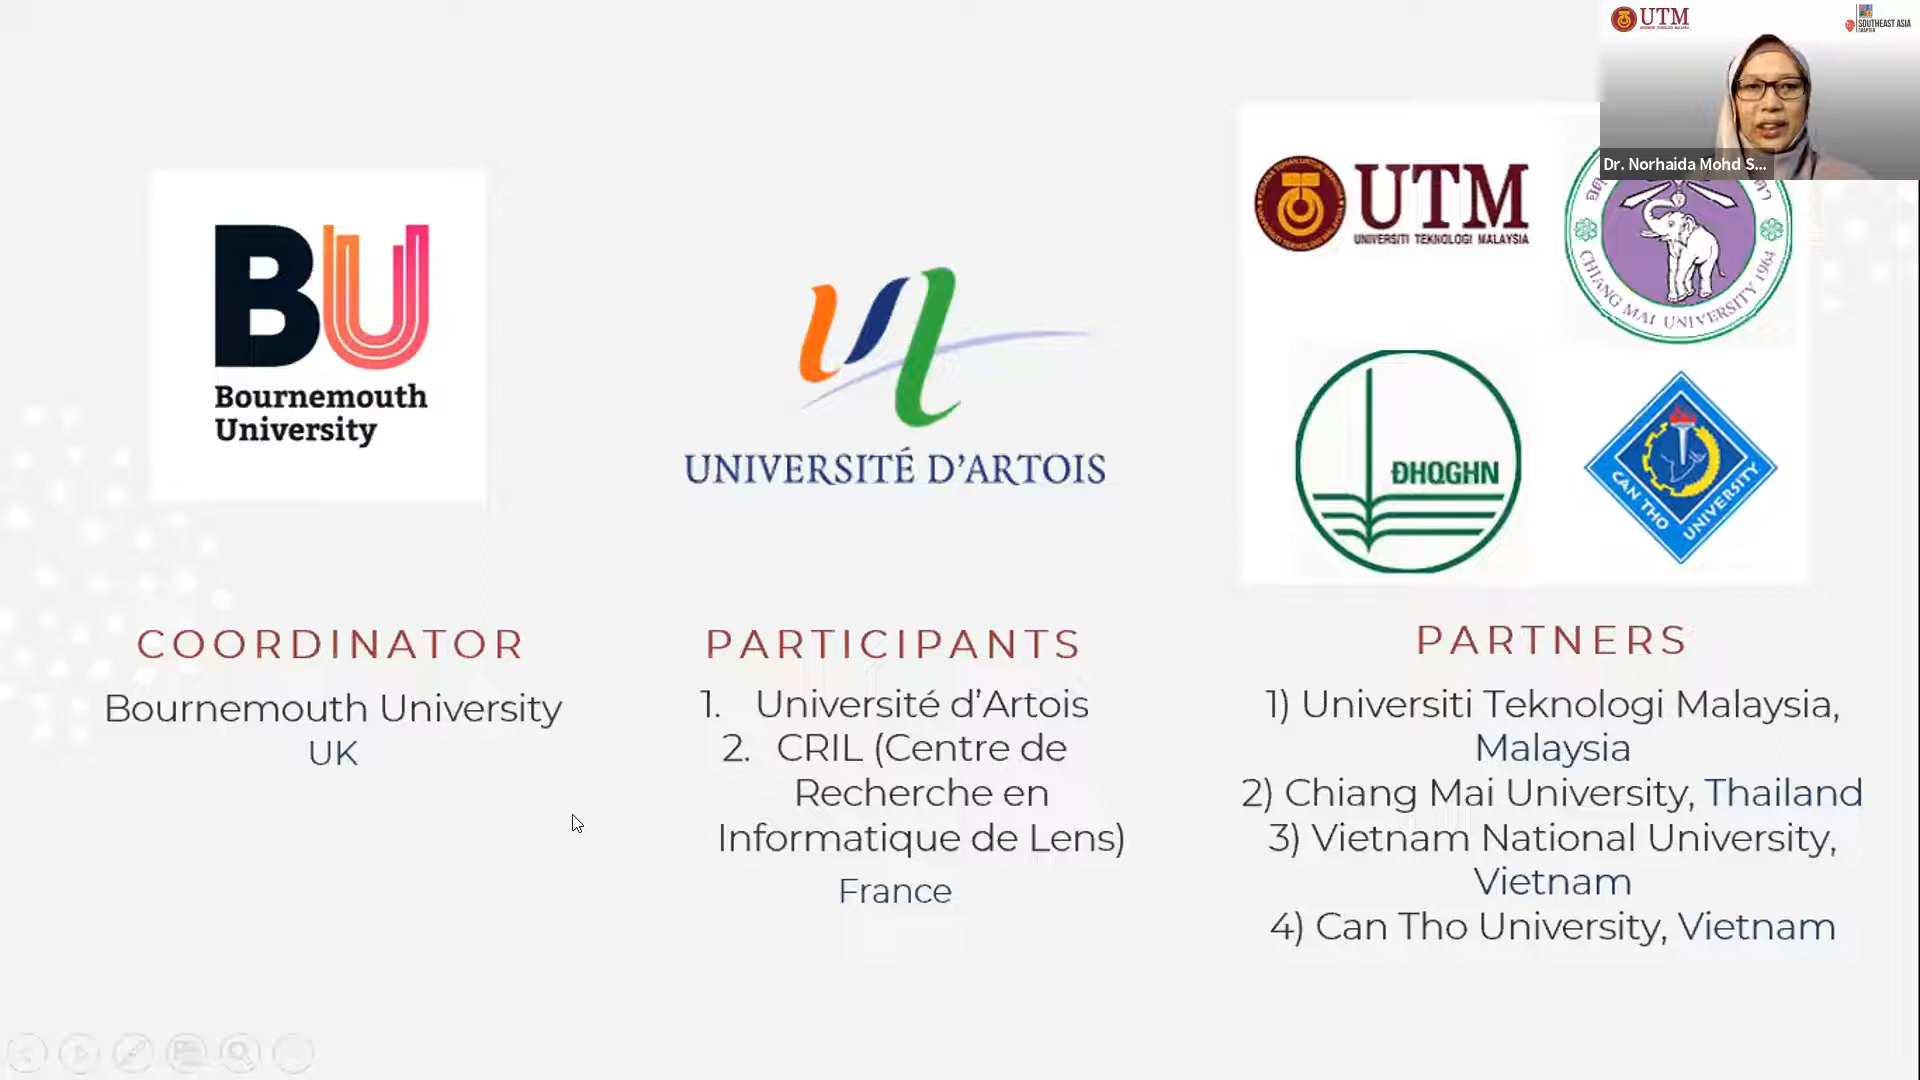 UTM
SOUTHEAST ASIA
CHAPTER
Dr. Norhaida Mohd S...
BU
Bournemouth
University
UNIVERSITÉ D'ARTOIS
UTM
UNIVERSITI TEKNOLOGI MALAYSIA
CHIANG MAI UNIVERSITY 1964
ĐHQGHN
CAN THO UNIVERSITY
COORDINATOR
Bournemouth University
UK
PARTICIPANTS
1. Université d'Artois
2. CRIL (Centre de
Recherche en
Informatique de Lens)
France
PARTNERS
1) Universiti Teknologi Malaysia,
Malaysia
2) Chiang Mai University, Thailand
3) Vietnam National University,
Vietnam
4) Can Tho University, Vietnam